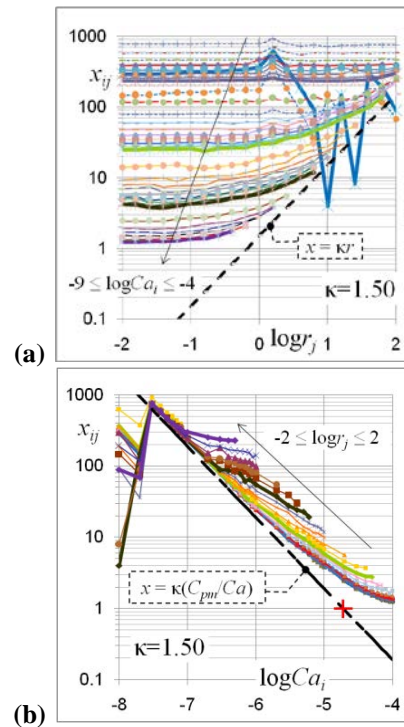 x_ij
1000
100
10
1
0.1
x = κr
-9 ≤ logCa_i ≤ -4
κ=1.50
-2 -1 0 1 2
logr_j
(a)
x_ij
1000
100
10
1
0.1
-2 ≤ logr_j ≤ 2
x = κ(C_pm/Ca)
κ=1.50
-8 -7 -6 -5 -4
logCa_i
(b)